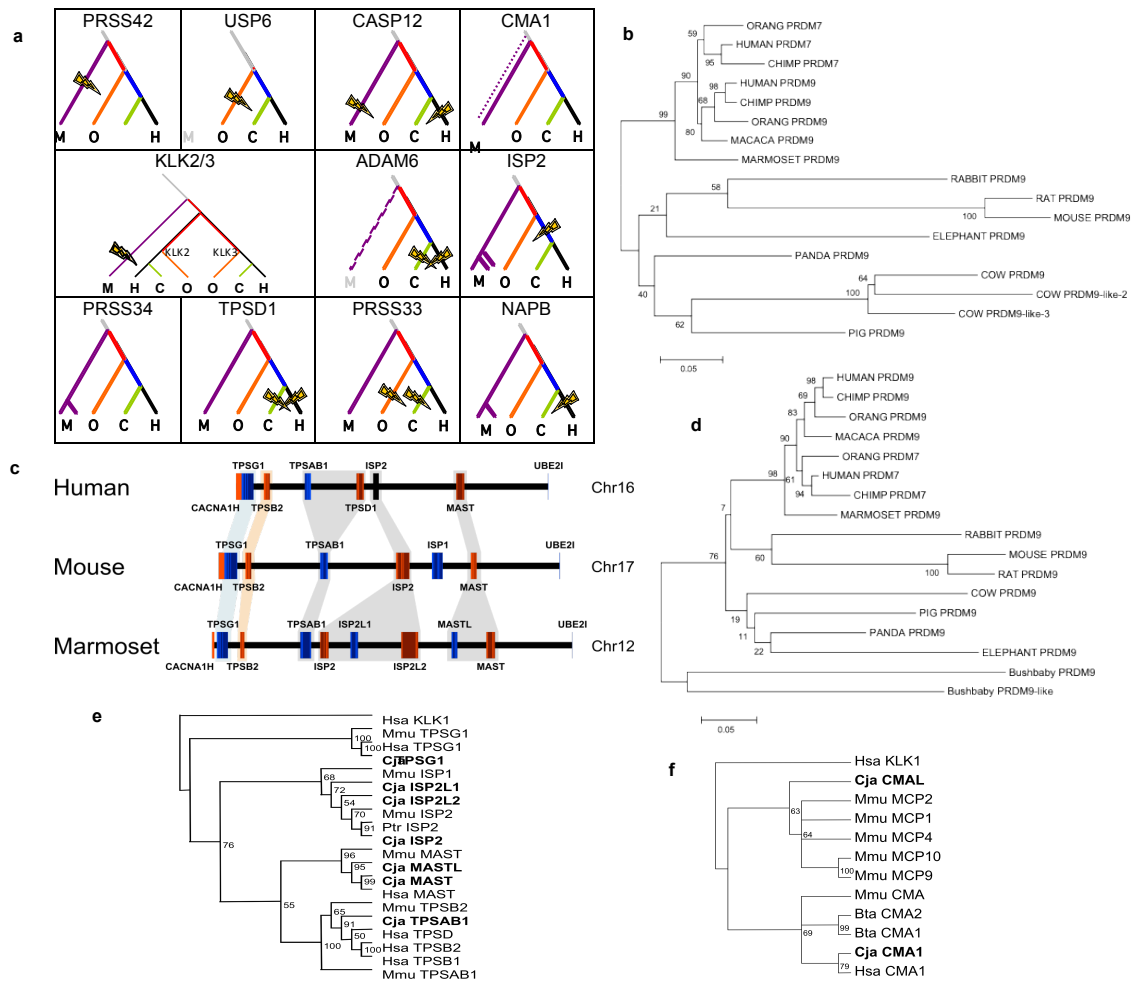 a
PRSS42 USP6 CASP12 CMA1
M O H
M O C H
M O C H
M O C H
KLK2/3 ADAM6 ISP2
KLK2 KLK3
M H C O O C H
M O C H
M O C H
PRSS34 TPSD1 PRSS33 NAPB
M O C H
M O C H
M O C H
M O C H
b
ORANG PRDM7
59
HUMAN PRDM7
95
CHIMP PRDM7
90
HUMAN PRDM9
98
CHIMP PRDM9
68
ORANG PRDM9
99
80
MACACA PRDM9
MARMOSET PRDM9
RABBIT PRDM9
58
RAT PRDM9
100
MOUSE PRDM9
21
ELEPHANT PRDM9
PANDA PRDM9
COW PRDM9
64
40
100
COW PRDM9-like-2
COW PRDM9-like-3
62
PIG PRDM9
0.05
c
TPSG1 TPSAB1 ISP2 UBE2I
Human Chr16
CACNA1H TPSB2 TPSD1 MAST
TPSG1 TPSAB1 ISP1 UBE2I
Mouse Chr17
CACNA1H TPSB2 ISP2 MAST
TPSG1 TPSAB1 ISP2L1 MASTL UBE2I
Marmoset Chr12
CACNA1H TPSB2 ISP2 ISP2L2 MAST
d
HUMAN PRDM9
98
CHIMP PRDM9
69
ORANG PRDM9
83
MACACA PRDM9
90
ORANG PRDM7
98
61
HUMAN PRDM7
94
CHIMP PRDM7
MARMOSET PRDM9
7
RABBIT PRDM9
60
MOUSE PRDM9
100
RAT PRDM9
76
COW PRDM9
19
PIG PRDM9
11
PANDA PRDM9
22
ELEPHANT PRDM9
Bushbaby PRDM9
Bushbaby PRDM9-like
0.05
e
Hsa KLK1
Mmu TPSG1
100
Hsa TPSG1
100
Cja TPSG1
Mmu ISP1
68
Cja ISP2L1
72
Cja ISP2L2
54
Mmu ISP2
70
Ptr ISP2
91
Cja ISP2
76
Mmu MAST
96
Cja MASTL
95
Cja MAST
99
Hsa MAST
55
Mmu TPSB2
65
Cja TPSAB1
91
Hsa TPSD
50
Hsa TPSB2
100
100
Hsa TPSB1
Mmu TPSAB1
f
Hsa KLK1
Cja CMAL
Mmu MCP2
63
Mmu MCP1
64
Mmu MCP4
Mmu MCP10
100
Mmu MCP9
Mmu CMA
Bta CMA2
69
99
Bta CMA1
Cja CMA1
79
Hsa CMA1